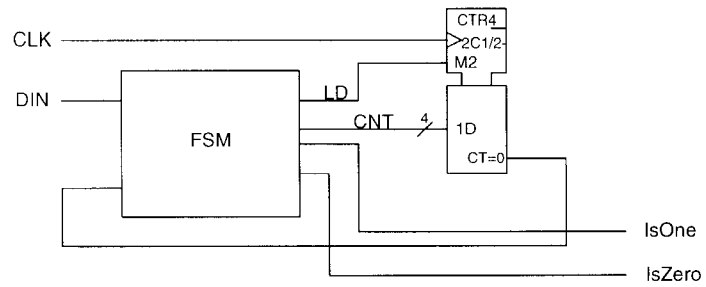 CTR4
CLK
2C1/2-
M2
DIN
LD
FSM
CNT
4
1D
CT=0
IsOne
IsZero